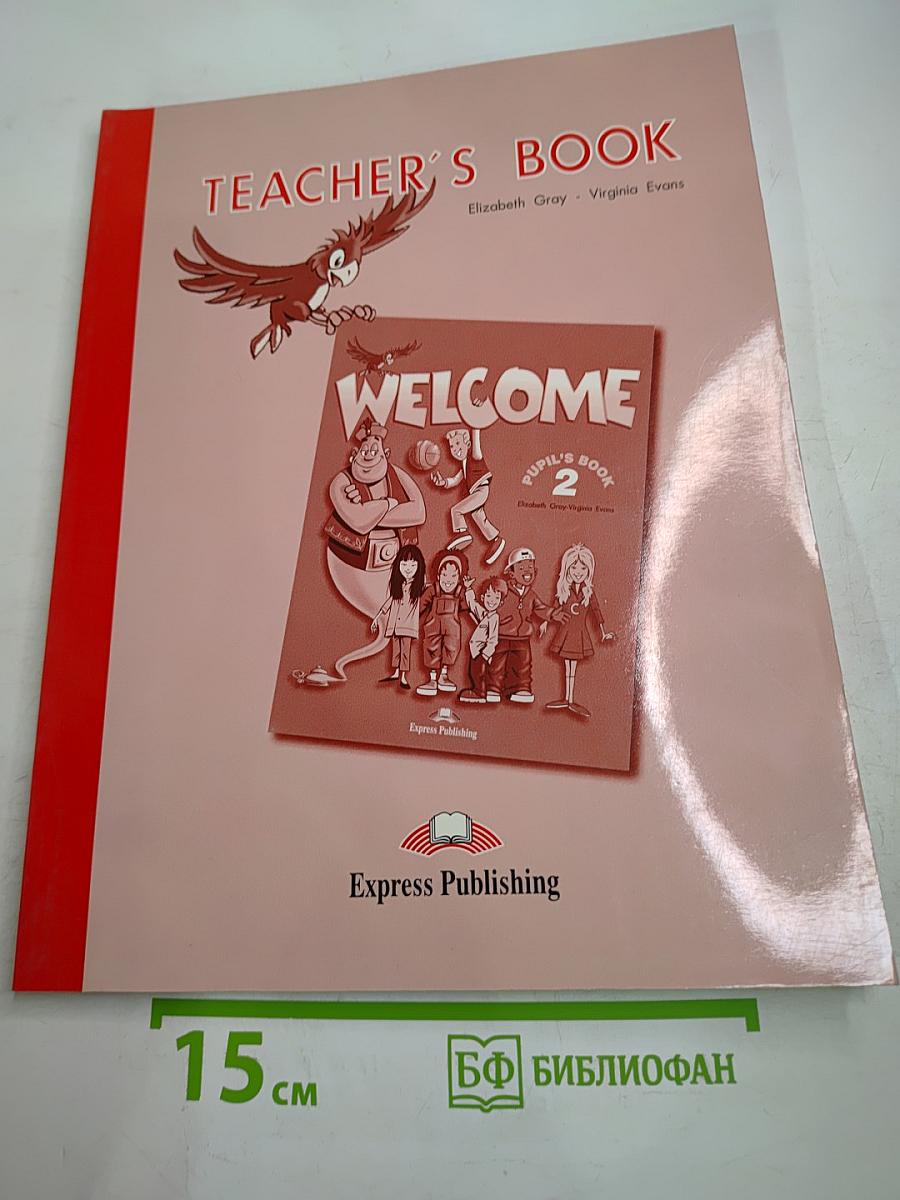 TEACHER'S BOOK
Elizabeth Gray - Virginia Evans
WELCOME
PUPIL'S BOOK
2
Elizabeth Gray-Virginia Evans
C
Express Publishing
Express Publishing
15 см
БФ БИБЛИОФАН